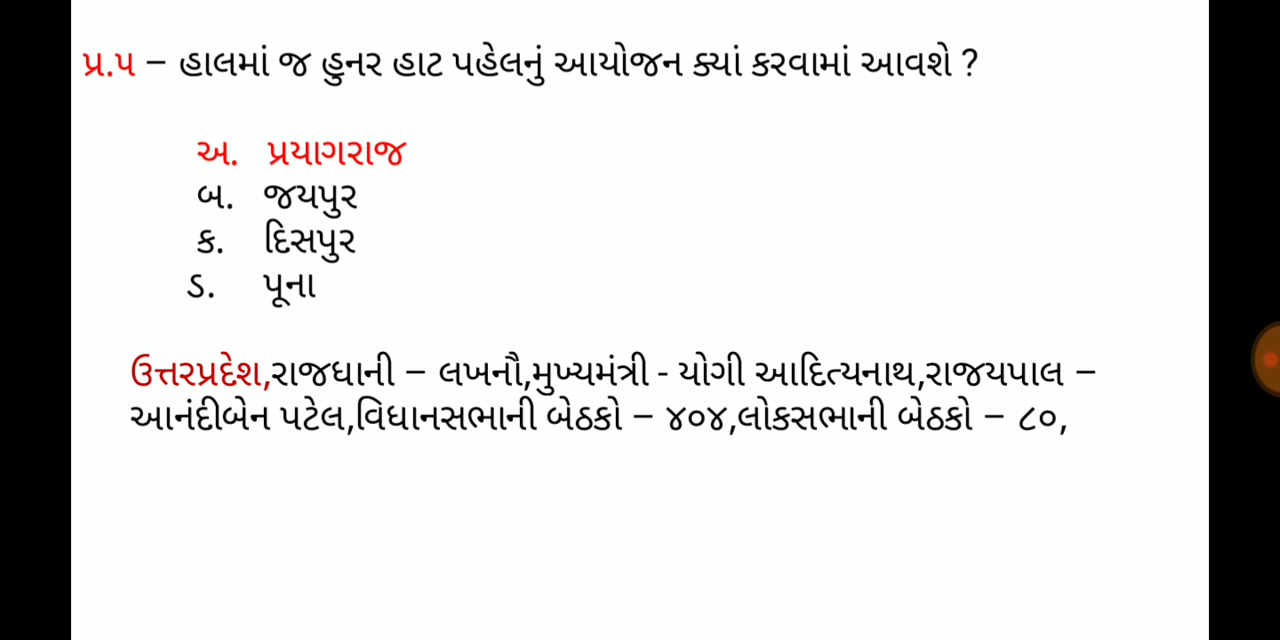 પ્ર.૫ – હાલમાં જ હુનર હાટ પહેલનું આયોજન ક્યાં કરવામાં આવશે ?
અ. પ્રયાગરાજ
બ. જયપુર
ક. દિસપુર
ડ. પૂના
ઉત્તરપ્રદેશ,રાજધાની – લખનૌ,મુખ્યમંત્રી - યોગી આદિત્યનાથ,રાજયપાલ –
આનંદીબેન પટેલ,વિધાનસભાની બેઠકો – ૪૦૪,લોકસભાની બેઠકો – ૮૦,